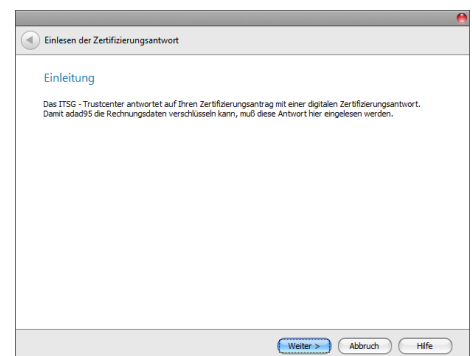 Einlesen der Zertifizierungsantwort
Einleitung
Das ITSG - Trustcenter antwortet auf Ihren Zertifizierungsantrag mit einer digitalen Zertifizierungsantwort.
Damit adad95 die Rechnungsdaten verschlüsseln kann, muß diese Antwort hier eingelesen werden.
Weiter > Abbruch Hilfe